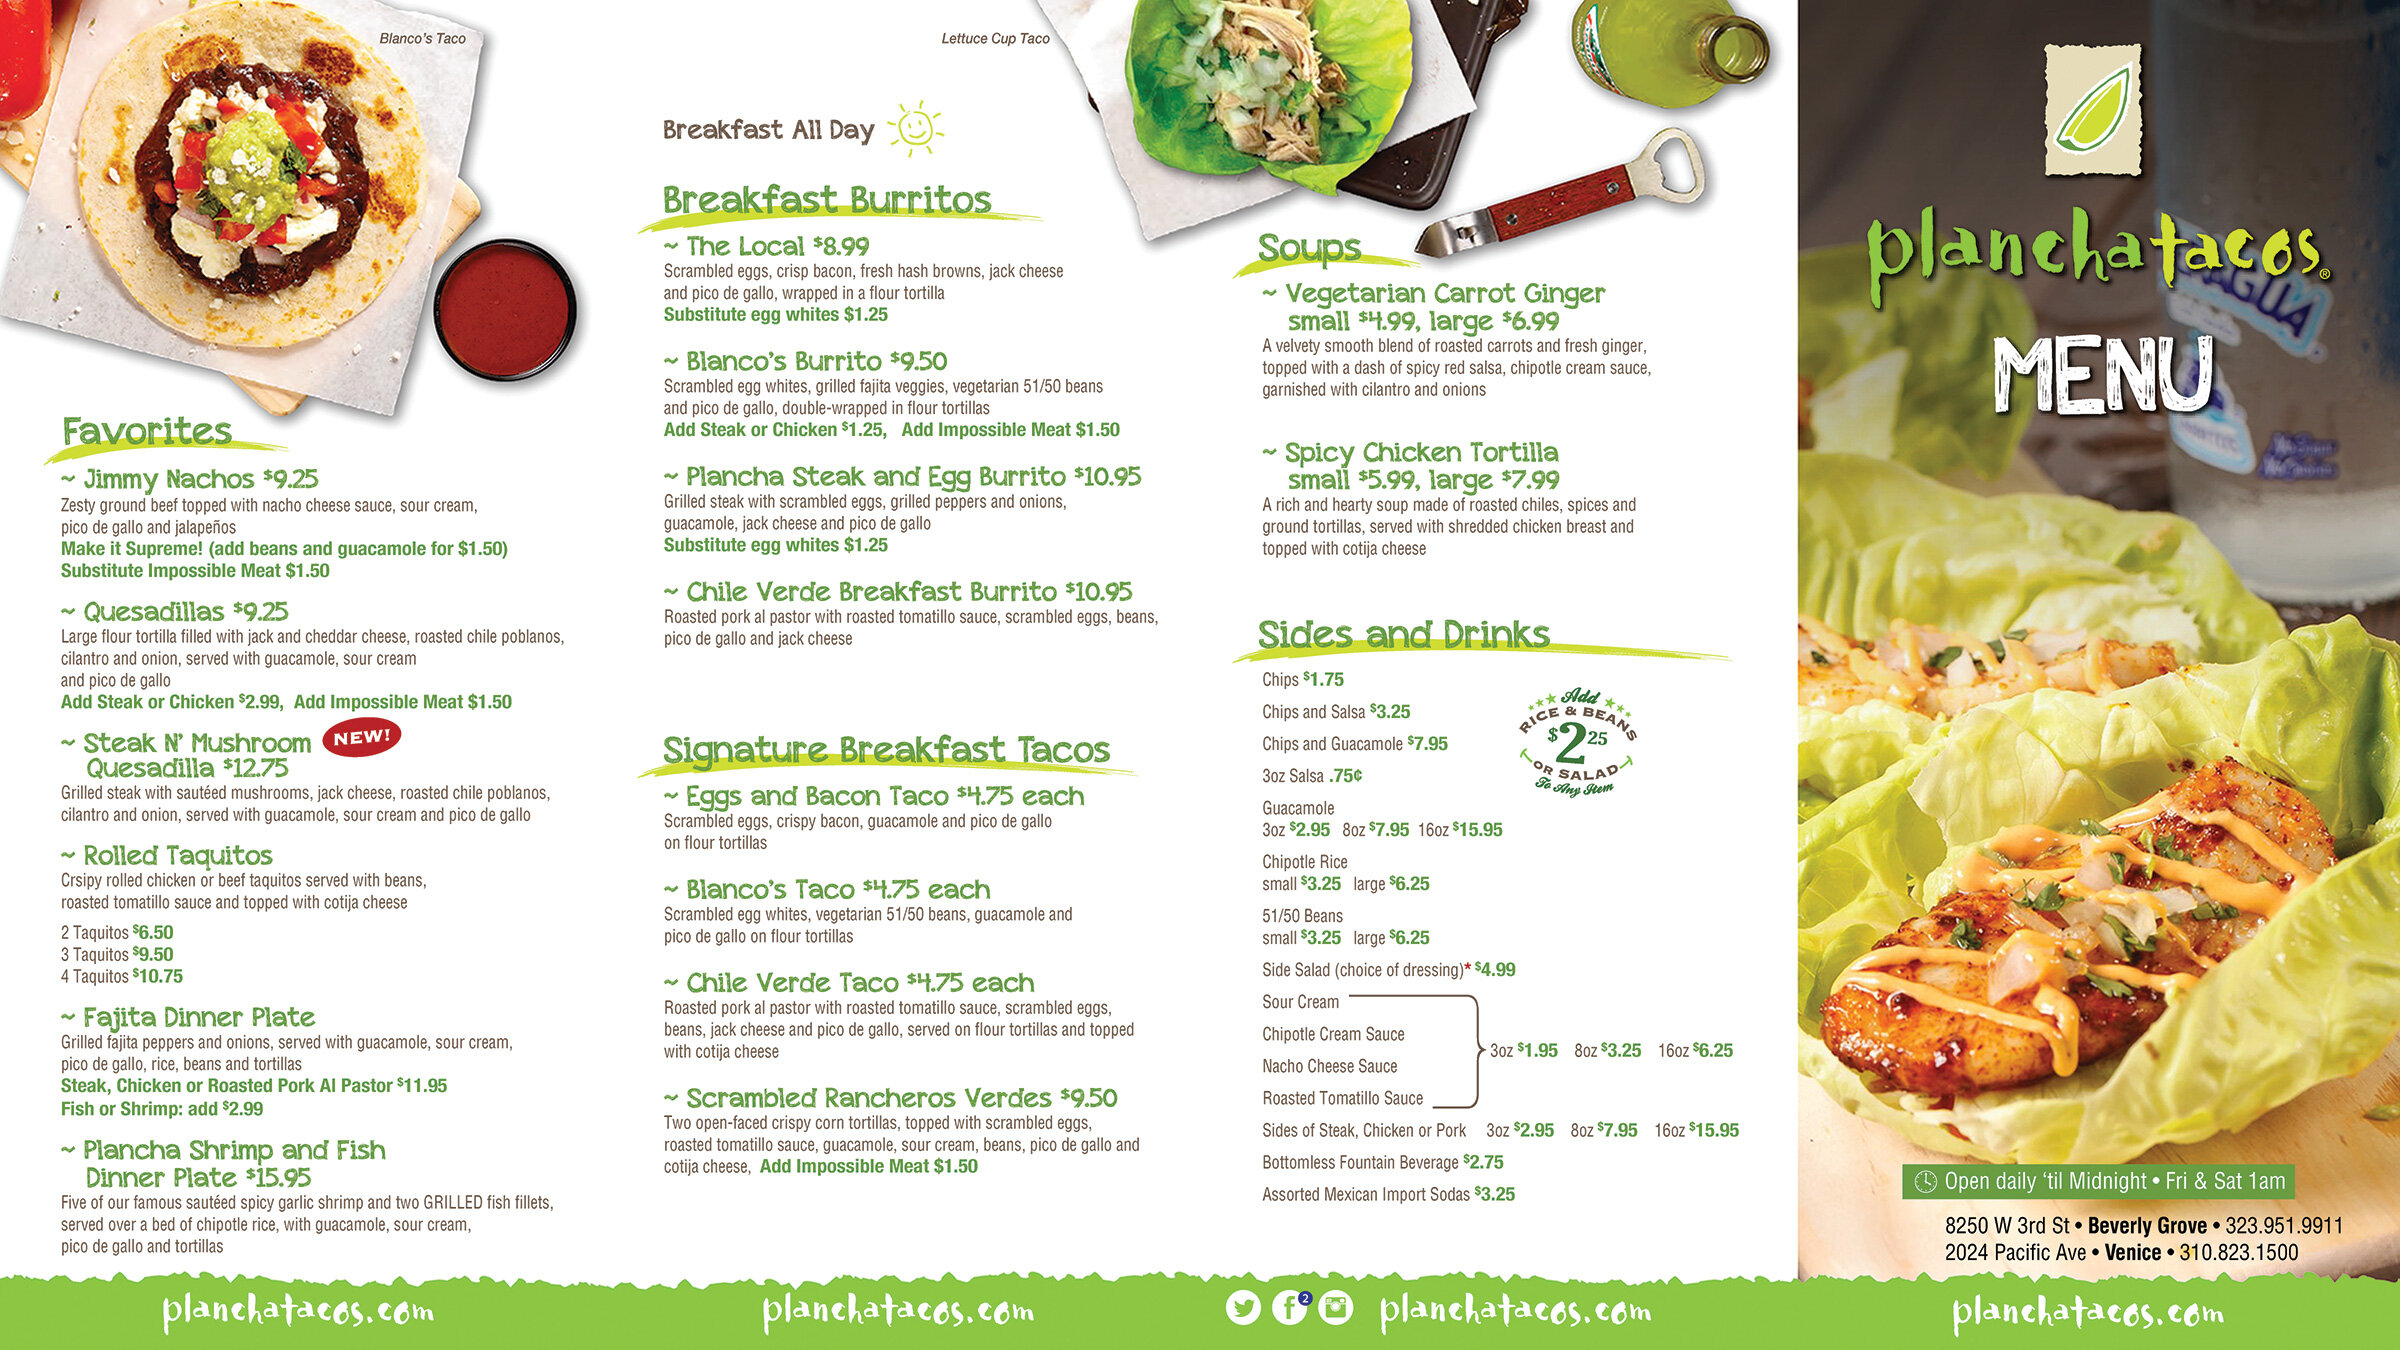 Blanco's Taco
Favorites
~ Jimmy Nachos $9.25
Zesty ground beef topped with nacho cheese sauce, sour cream,
pico de gallo and jalapeños
Make it Supreme! (add beans and guacamole for $1.50)
Substitute Impossible Meat $1.50
~ Quesadillas $9.25
Large flour tortilla filled with jack and cheddar cheese, roasted chile poblanos,
cilantro and onion, served with guacamole, sour cream
and pico de gallo
Add Steak or Chicken $2.99, Add Impossible Meat $1.50
~ Steak N' Mushroom NEW!
Quesadilla $12.75
Grilled steak with sautéed mushrooms, jack cheese, roasted chile poblanos,
cilantro and onion, served with guacamole, sour cream and pico de gallo
~ Rolled Taquitos
Crsipy rolled chicken or beef taquitos served with beans,
roasted tomatillo sauce and topped with cotija cheese
2 Taquitos $6.50
3 Taquitos $9.50
4 Taquitos $10.75
~ Fajita Dinner Plate
Grilled fajita peppers and onions, served with guacamole, sour cream,
pico de gallo, rice, beans and tortillas
Steak, Chicken or Roasted Pork Al Pastor $11.95
Fish or Shrimp: add $2.99
~ Plancha Shrimp and Fish
Dinner Plate $15.95
Five of our famous sautéed spicy garlic shrimp and two GRILLED fish fillets,
served over a bed of chipotle rice, with guacamole, sour cream,
pico de gallo and tortillas
planchatacos.com
Lettuce Cup Taco
Breakfast All Day
Breakfast Burritos
~ The Local $8.99
Scrambled eggs, crisp bacon, fresh hash browns, jack cheese
and pico de gallo, wrapped in a flour tortilla
Substitute egg whites $1.25
~ Blanco's Burrito $9.50
Scrambled egg whites, grilled fajita veggies, vegetarian 51/50 beans
and pico de gallo, double-wrapped in flour tortillas
Add Steak or Chicken $1.25, Add Impossible Meat $1.50
~ Plancha Steak and Egg Burrito $10.95
Grilled steak with scrambled eggs, grilled peppers and onions,
guacamole, jack cheese and pico de gallo
Substitute egg whites $1.25
~ Chile Verde Breakfast Burrito $10.95
Roasted pork al pastor with roasted tomatillo sauce, scrambled eggs, beans,
pico de gallo and jack cheese
Signature Breakfast Tacos
~ Eggs and Bacon Taco $4.75 each
Scrambled eggs, crispy bacon, guacamole and pico de gallo
on flour tortillas
~ Blanco's Taco $4.75 each
Scrambled egg whites, vegetarian 51/50 beans, guacamole and
pico de gallo on flour tortillas
~ Chile Verde Taco $4.75 each
Roasted pork al pastor with roasted tomatillo sauce, scrambled eggs,
beans, jack cheese and pico de gallo, served on flour tortillas and topped
with cotija cheese
~ Scrambled Rancheros Verdes $9.50
Two open-faced crispy corn tortillas, topped with scrambled eggs,
roasted tomatillo sauce, guacamole, sour cream, beans, pico de gallo and
cotija cheese, Add Impossible Meat $1.50
planchatacos.com
Soups
~ Vegetarian Carrot Ginger
small $4.99, large $6.99
A velvety smooth blend of roasted carrots and fresh ginger,
topped with a dash of spicy red salsa, chipotle cream sauce,
garnished with cilantro and onions
~ Spicy Chicken Tortilla
small $5.99, large $7.99
A rich and hearty soup made of roasted chiles, spices and
ground tortillas, served with shredded chicken breast and
topped with cotija cheese
Sides and Drinks
Chips $1.75
Chips and Salsa $3.25
Chips and Guacamole $7.95
3oz Salsa .75¢
Add
RICE & BEANS
$2 25
OR SALAD
To Any Item
Guacamole
3oz $2.95 8oz $7.95 16oz $15.95
Chipotle Rice
small $3.25 large $6.25
51/50 Beans
small $3.25 large $6.25
Side Salad (choice of dressing)* $4.99
Sour Cream
Chipotle Cream Sauce
Nacho Cheese Sauce
Roasted Tomatillo Sauce
3oz $1.95 8oz $3.25 16oz $6.25
Sides of Steak, Chicken or Pork 3oz $2.95 8oz $7.95 16oz $15.95
Bottomless Fountain Beverage $2.75
Assorted Mexican Import Sodas $3.25
2
planchatacos.com
planchatacos®
MENU
Open daily 'til Midnight • Fri & Sat 1am
8250 W 3rd St • Beverly Grove • 323.951.9911
2024 Pacific Ave • Venice • 310.823.1500
planchatacos.com